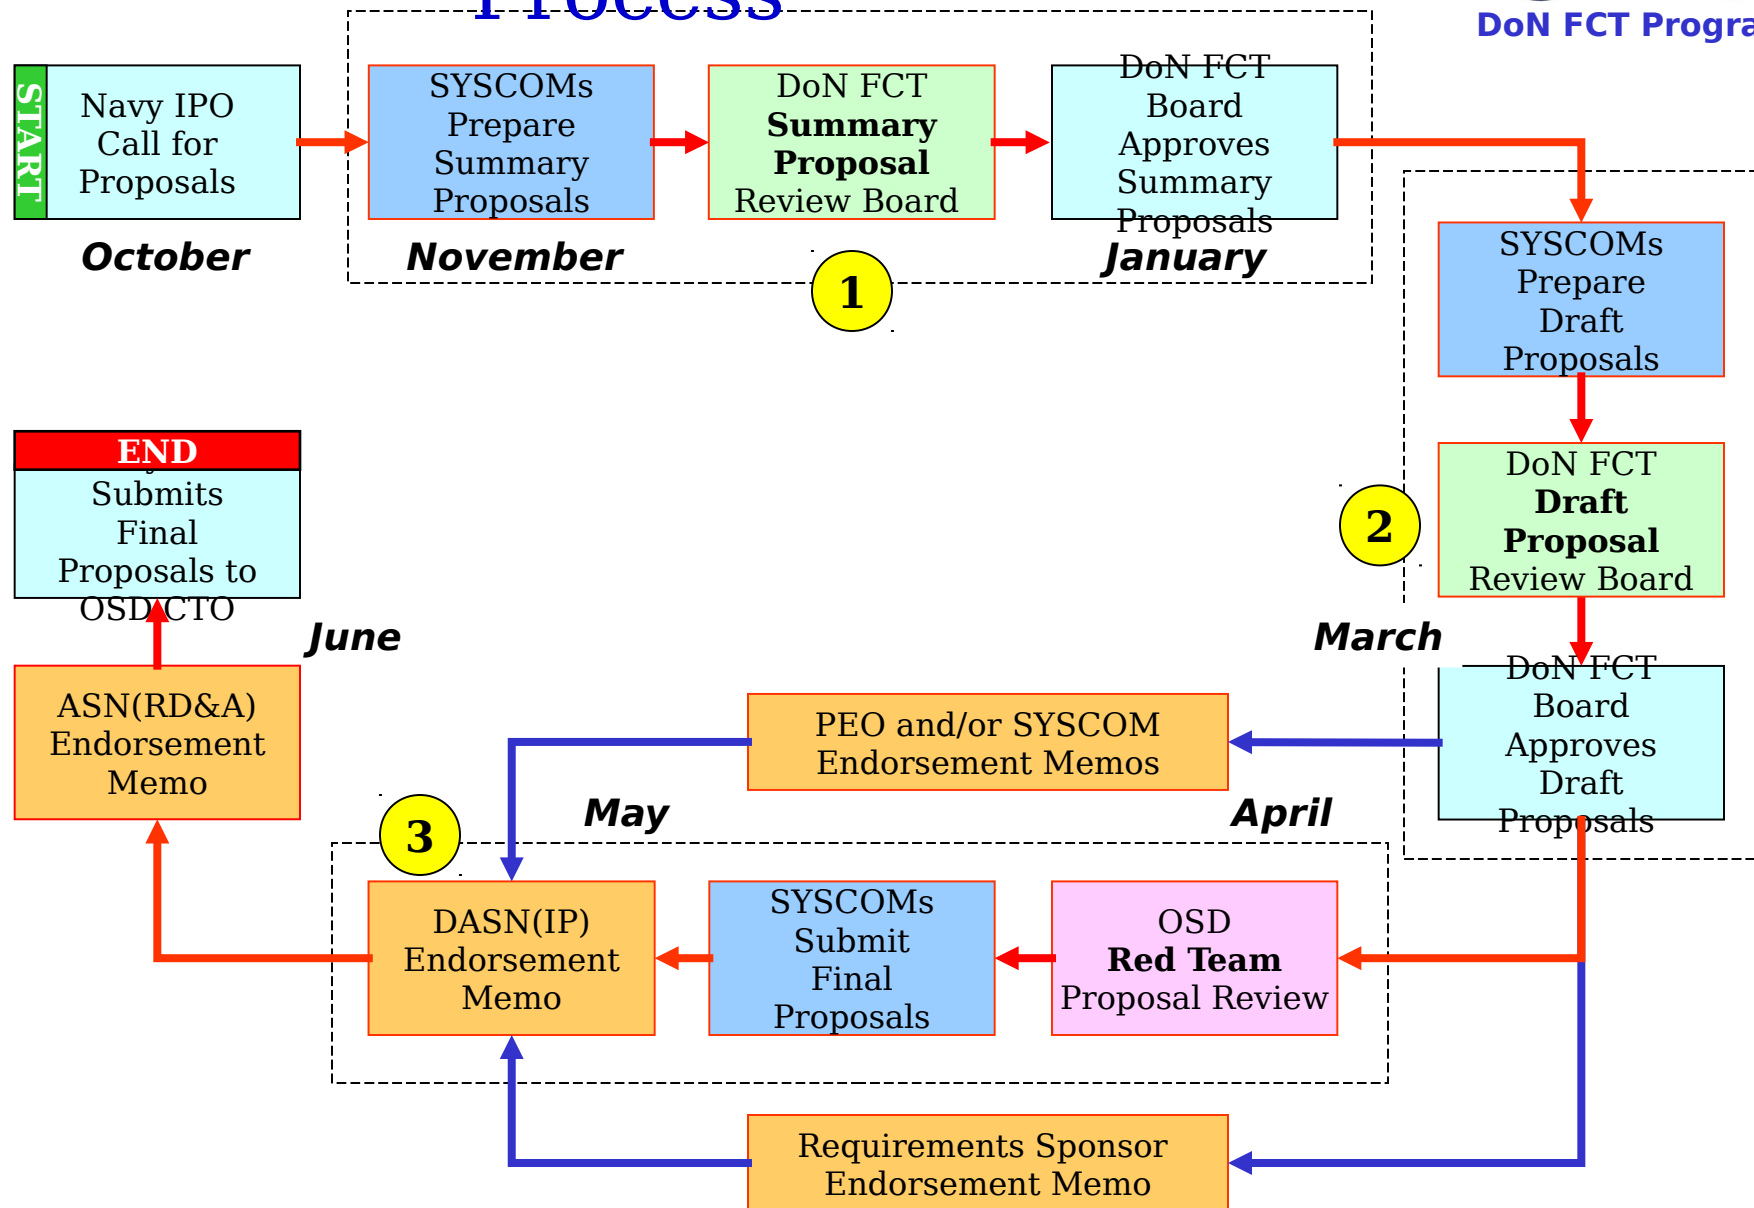 Process
DoN FCT Progra
START
Navy IPO
Call for
Proposals
SYSCOMs
Prepare
Summary
Proposals
DoN FCT
Summary
Proposal
Review Board
DoN FCT
Board
Approves
Summary
Proposals
October
November
January
1
SYSCOMs
Prepare
Draft
Proposals
END
Submits
Final
Proposals to
OSD CTO
2
DoN FCT
Draft
Proposal
Review Board
June
March
ASN(RD&A)
Endorsement
Memo
PEO and/or SYSCOM
Endorsement Memos
DoN FCT
Board
Approves
Draft
Proposals
May
April
3
DASN(IP)
Endorsement
Memo
SYSCOMs
Submit
Final
Proposals
OSD
Red Team
Proposal Review
Requirements Sponsor
Endorsement Memo